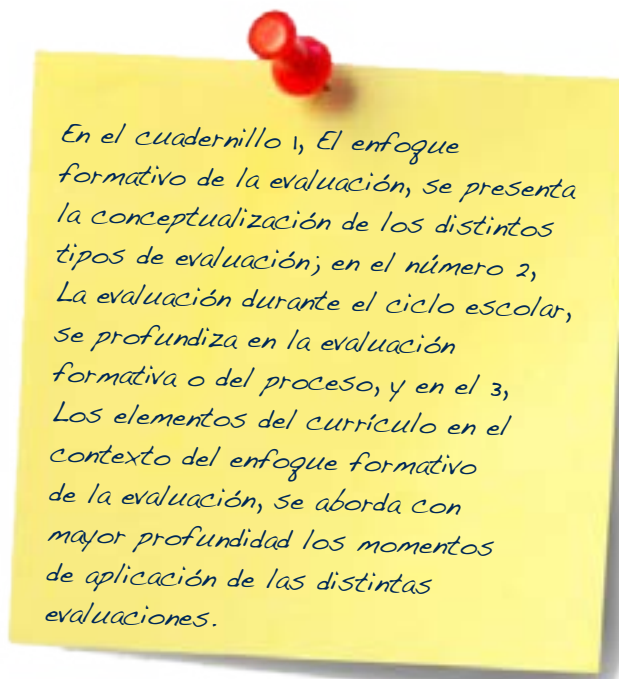 En el cuadernillo 1, El enfoque
formativo de la evaluación, se presenta
la conceptualización de los distintos
tipos de evaluación; en el número 2,
La evaluación durante el ciclo escolar,
se profundiza en la evaluación
formativa o del proceso, y en el 3,
Los elementos del currículo en el
contexto del enfoque formativo
de la evaluación, se aborda con
mayor profundidad los momentos
de aplicación de las distintas
evaluaciones.